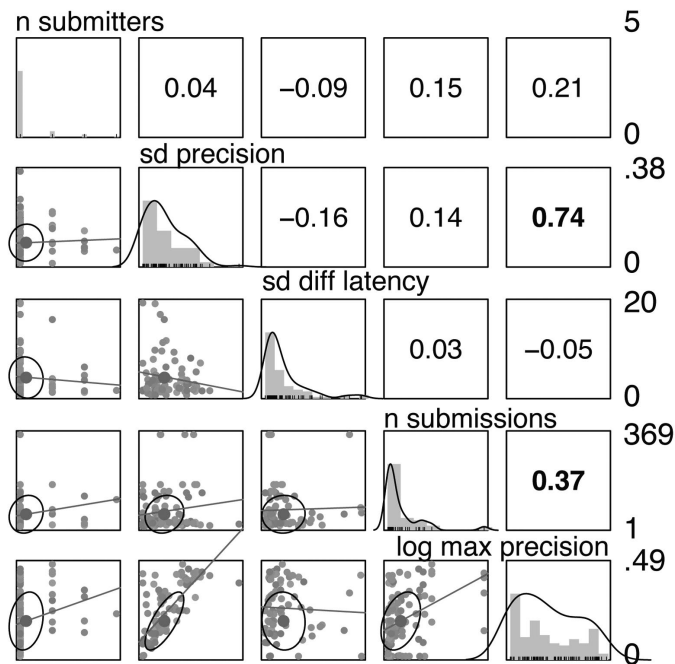 n submitters 5
0.04 −0.09 0.15 0.21
0
sd precision .38
−0.16 0.14 0.74
0
sd diff latency 20
0.03 −0.05
0
n submissions 369
0.37
1
log max precision .49
0